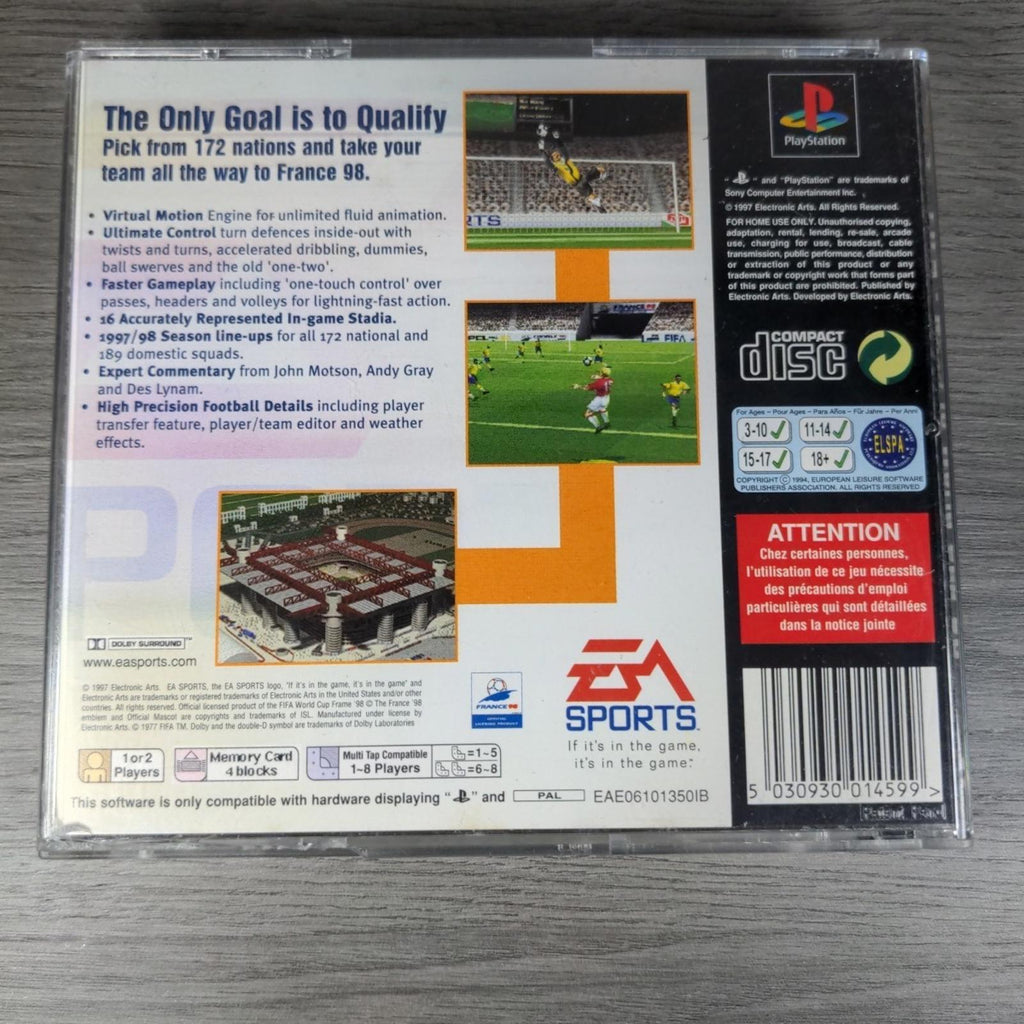 The Only Goal is to Qualify
Pick from 172 nations and take your
team all the way to France 98.
• Virtual Motion Engine for unlimited fluid animation.
• Ultimate Control turn defences inside-out with
twists and turns, accelerated dribbling, dummies,
ball swerves and the old 'one-two'.
• Faster Gameplay including 'one-touch control' over
passes, headers and volleys for lightning-fast action.
• 16 Accurately Represented In-game Stadia.
• 1997/98 Season line-ups for all 172 national and
189 domestic squads.
• Expert Commentary from John Motson, Andy Gray
and Des Lynam.
• High Precision Football Details including player
transfer feature, player/team editor and weather
effects.
DOLBY SURROUND
www.easports.com
© 1997 Electronic Arts. EA SPORTS, the EA SPORTS logo, "If it's in the game, it's in the game" and
Electronic Arts are trademarks or registered trademarks of Electronic Arts in the United States and/or other
countries. All rights reserved. Official licensed product of the FIFA World Cup Frame '98 © The France '98
emblem and Official Mascot are copyrights and trademarks of ISL. Manufactured under license by
Electronic Arts. © 1977 FIFA TM. Dolby and the double-D symbol are trademarks of Dolby Laboratories
FRANCE 98
OFFICIAL LICENSED PRODUCT
EA
SPORTS™
If it's in the game,
it's in the game.™
1 or 2
Players
Memory Card
4 blocks
Multi Tap Compatible
1~8 Players
=1~5
=6~8
This software is only compatible with hardware displaying " " and PAL EAE06101350IB
PlayStation
" " and "PlayStation" are trademarks of
Sony Computer Entertainment Inc.
© 1997 Electronic Arts. All Rights Reserved.
FOR HOME USE ONLY. Unauthorised copying,
adaptation, rental, lending, re-sale, arcade
use, charging for use, broadcast, cable
transmission, public performance, distribution
or extraction of this product or any
trademark or copyright work that forms part
of this product are prohibited. Published by
Electronic Arts. Developed by Electronic Arts.
COMPACT
disc
For Ages – Pour Ages – Para Años – Für Jahre – Per Anni
3-10 11-14
15-17 18+
ELSPA
COPYRIGHT © 1994, EUROPEAN LEISURE SOFTWARE
PUBLISHERS ASSOCIATION. ALL RIGHTS RESERVED
ATTENTION
Chez certaines personnes,
l'utilisation de ce jeu nécessite
des précautions d'emploi
particulières qui sont détaillées
dans la notice jointe
5 030930 014599 >